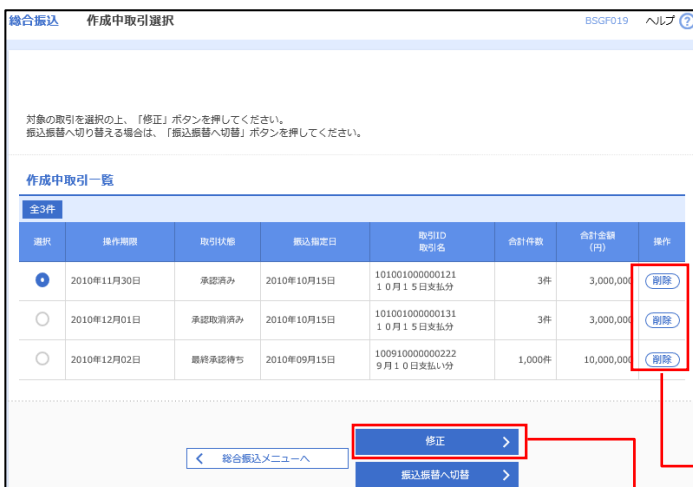 総合振込 作成中取引選択 BSGF019 ヘルプ ?
対象の取引を選択の上、「修正」ボタンを押してください。
振込振替へ切り替える場合は、「振込振替へ切替」ボタンを押してください。
作成中取引一覧
全3件
選択 操作期限 取引状態 振込指定日 取引ID 取引名 合計件数 合計金額 (円) 操作
2010年11月30日 承認済み 2010年10月15日 101001000000121 3件 3,000,000 削除
10月15日支払分
2010年12月01日 承認取消済み 2010年10月15日 101001000000131 3件 3,000,000 削除
10月15日支払分
2010年12月02日 最終承認待ち 2010年09月15日 100910000000222 1,000件 10,000,000 削除
9月10日支払い分
修正
総合振込メニューへ
振込振替へ切替